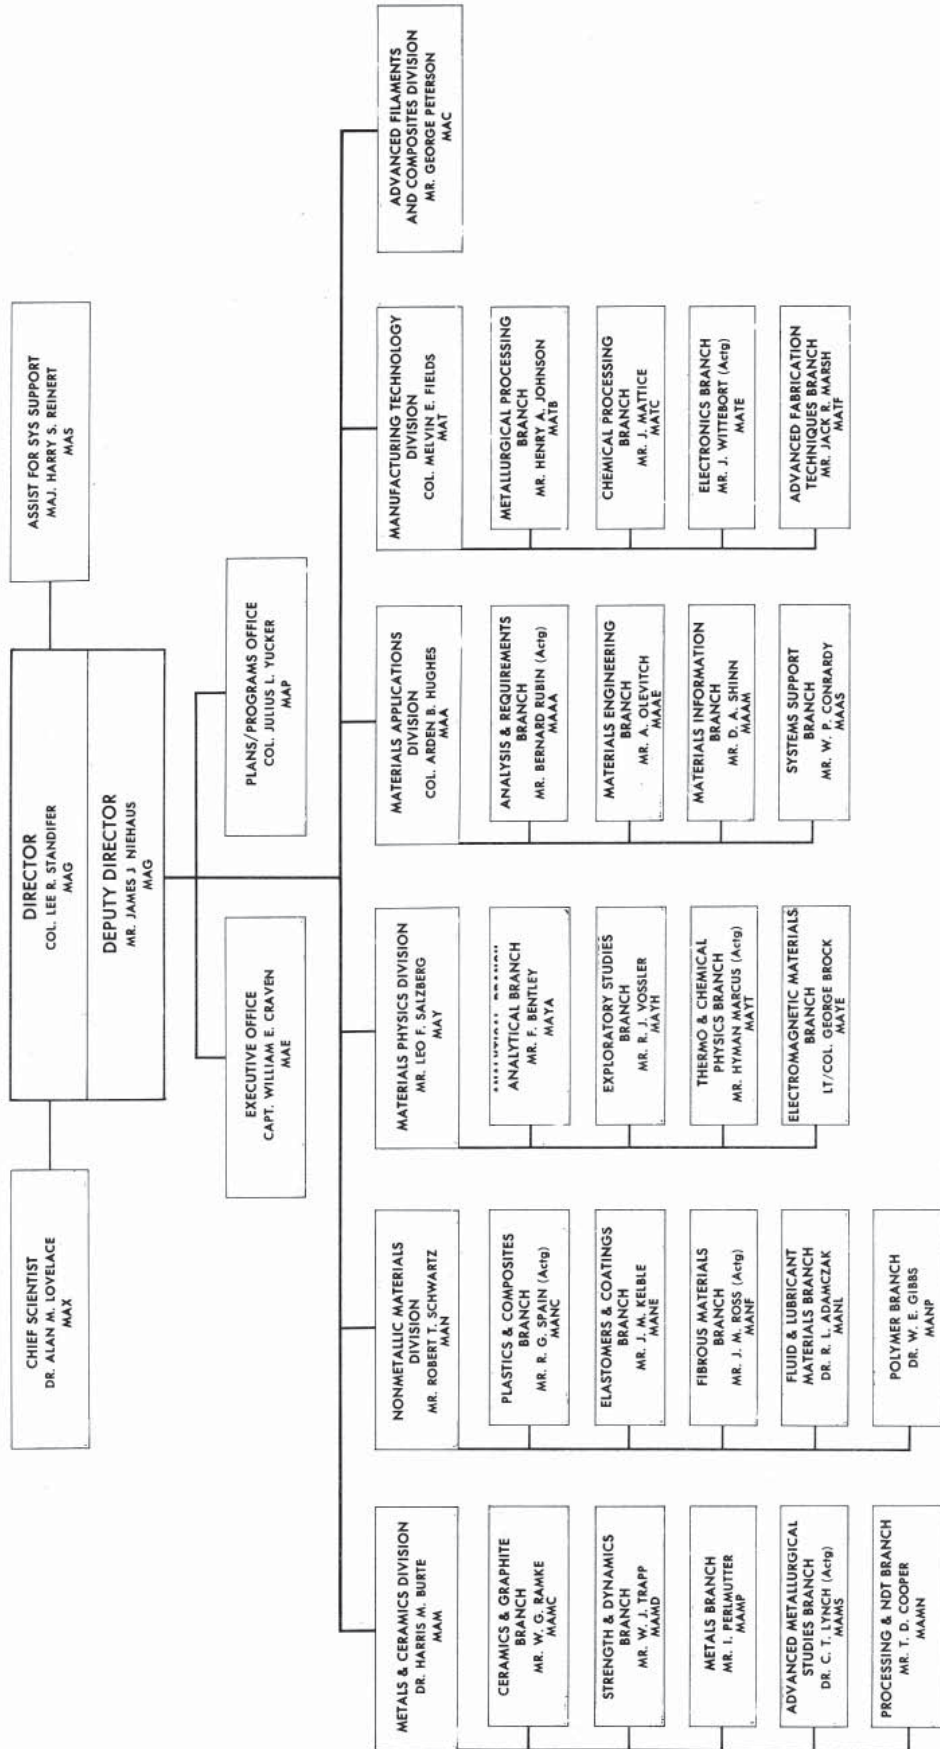 DIRECTOR
COL. LEE R. STANDIFER
MAG
DEPUTY DIRECTOR
MR. JAMES J. NIEHAUS
MAG
CHIEF SCIENTIST
DR. ALAN M. LOVELACE
MAX
ASSIST FOR SYS SUPPORT
MAJ. HARRY S. REINERT
MAS
EXECUTIVE OFFICE
CAPT. WILLIAM E. CRAVEN
MAE
PLANS/PROGRAMS OFFICE
COL. JULIUS L. YUCKER
MAP
METALS & CERAMICS DIVISION
DR. HARRIS M. BURTE
MAM
CERAMICS & GRAPHITE
BRANCH
MR. W. G. RAMKE
MAMC
STRENGTH & DYNAMICS
BRANCH
MR. W. J. TRAPP
MAMD
METALS BRANCH
MR. I. PERLMUTTER
MAMP
ADVANCED METALLURGICAL
STUDIES BRANCH
DR. C. T. LYNCH (Actg)
MAMS
PROCESSING & NDT BRANCH
MR. T. D. COOPER
MAMN
NONMETALLIC MATERIALS
DIVISION
MR. ROBERT T. SCHWARTZ
MAN
PLASTICS & COMPOSITES
BRANCH
MR. R. G. SPAIN (Actg)
MANC
ELASTOMERS & COATINGS
BRANCH
MR. J. M. KELBLE
MANE
FIBROUS MATERIALS
BRANCH
MR. J. M. ROSS (Actg)
MANF
FLUID & LUBRICANT
MATERIALS BRANCH
DR. R. L. ADAMCZAK
MANL
POLYMER BRANCH
DR. W. E. GIBBS
MANP
MATERIALS PHYSICS DIVISION
MR. LEO F. SALZBERG
MAY
ANALYTICAL BRANCH
ANALYTICAL BRANCH
MR. F. BENTLEY
MAYA
EXPLORATORY STUDIES
BRANCH
MR. R. J. VOSSLER
MAYH
THERMO & CHEMICAL
PHYSICS BRANCH
MR. HYMAN MARCUS (Actg)
MAYT
ELECTROMAGNETIC MATERIALS
BRANCH
LT/COL. GEORGE BROCK
MAYE
MATERIALS APPLICATIONS
DIVISION
COL. ARDEN B. HUGHES
MAA
ANALYSIS & REQUIREMENTS
BRANCH
MR. BERNARD RUBIN (Actg)
MAAA
MATERIALS ENGINEERING
BRANCH
MR. A. OLEVITCH
MAAE
MATERIALS INFORMATION
BRANCH
MR. D. A. SHINN
MAAM
SYSTEMS SUPPORT
BRANCH
MR. W. P. CONRARDY
MAAS
MANUFACTURING TECHNOLOGY
DIVISION
COL. MELVIN E. FIELDS
MAT
METALLURGICAL PROCESSING
BRANCH
MR. HENRY A. JOHNSON
MATB
CHEMICAL PROCESSING
BRANCH
MR. J. MATTICE
MATC
ELECTRONICS BRANCH
MR. J. WITTEBORT (Actg)
MATE
ADVANCED FABRICATION
TECHNIQUES BRANCH
MR. JACK R. MARSH
MATF
ADVANCED FILAMENTS
AND COMPOSITES DIVISION
MR. GEORGE PETERSON
MAC